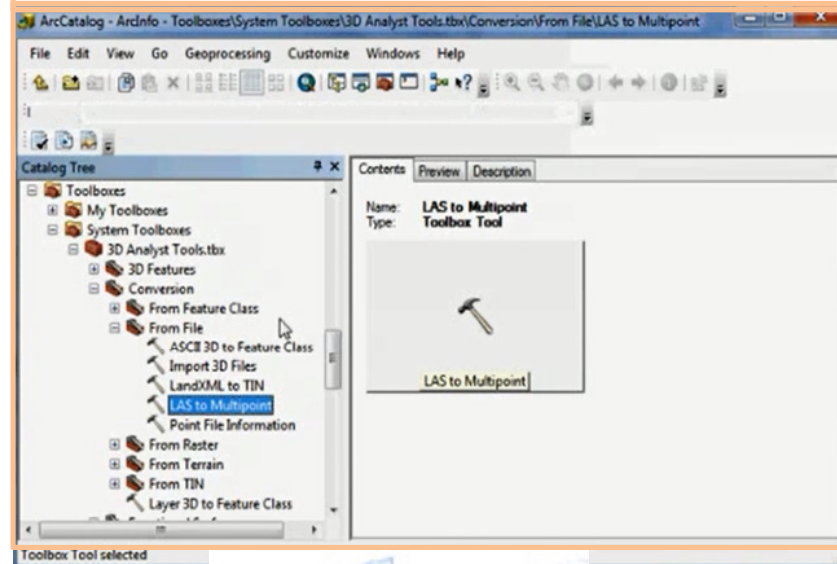 ArcCatalog - ArcInfo - Toolboxes\System Toolboxes\3D Analyst Tools.tbx\Conversion\From File\LAS to Multipoint
File Edit View Go Geoprocessing Customize Windows Help
Catalog Tree
Toolboxes
My Toolboxes
System Toolboxes
3D Analyst Tools.tbx
3D Features
Conversion
From Feature Class
From File
ASCII 3D to Feature Class
Import 3D Files
LandXML to TIN
LAS to Multipoint
Point File Information
From Raster
From Terrain
From TIN
Layer 3D to Feature Class
Contents Preview Description
Name: LAS to Multipoint
Type: Toolbox Tool
LAS to Multipoint
Toolbox Tool selected